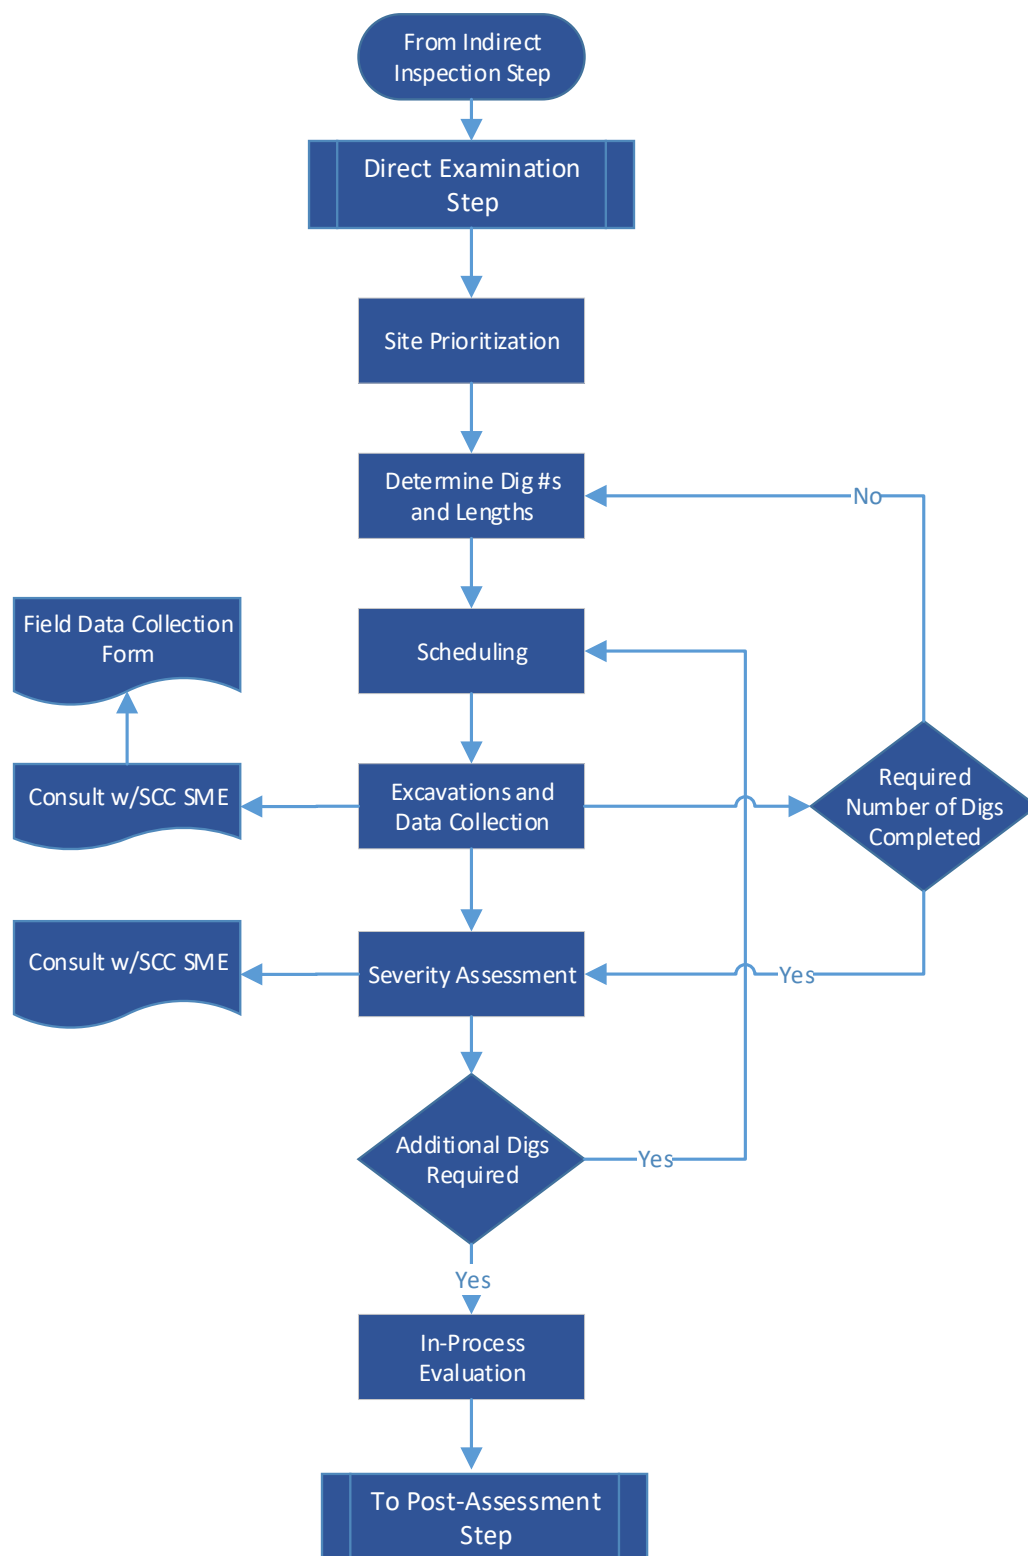 From Indirect
Inspection Step
Direct Examination
Step
Site Prioritization
Determine Dig #s
and Lengths
No
Field Data Collection
Form
Scheduling
Consult w/SCC SME
Excavations and
Data Collection
Required
Number of Digs
Completed
Consult w/SCC SME
Severity Assessment
Yes
Additional Digs
Required
Yes
Yes
In-Process
Evaluation
To Post-Assessment
Step